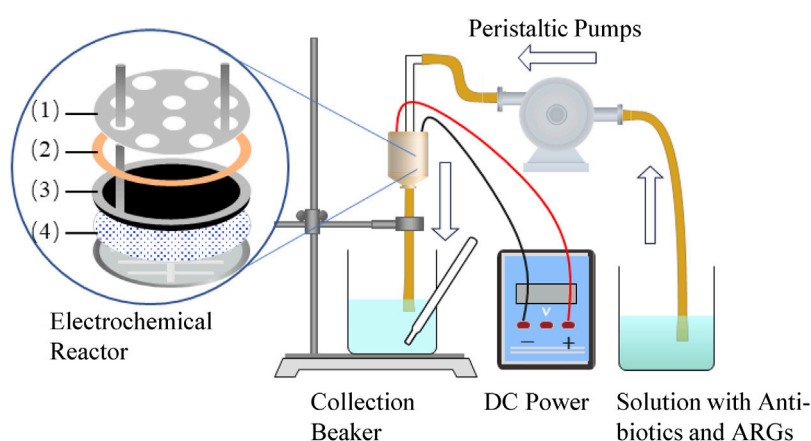 Peristaltic Pumps
(1)
(2)
(3)
(4)
V
− +
Electrochemical
Reactor
Collection
Beaker
DC Power
Solution with Anti-
biotics and ARGs